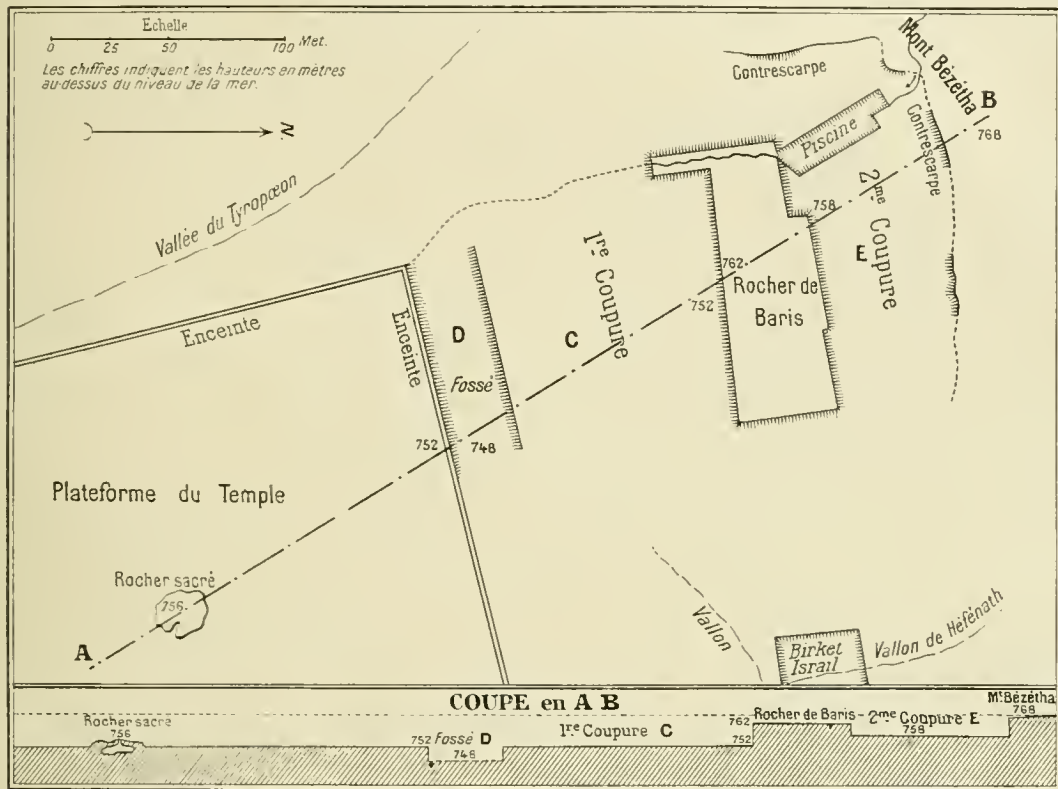 Echelle
0 25 50 100 Met.
Les chiffres indiquent les hauteurs en mètres
au-dessus du niveau de la mer.
N.
Vallée du Tyropœon
Contrescarpe
Mont Bézétha
B
768
Piscine
Contrescarpe
2me Coupure
E
758
762
752
Rocher de
Baris
1re Coupure
C
Enceinte
Enceinte
D
Fossé
752
748
Plateforme du Temple
Rocher sacré
756
A
Vallon
Birket
Israil
Vallon de Héfénath
COUPE en A B
Mt Bézétha
768
Rocher sacré
756
752
Fossé D
748
1re Coupure C
762
752
Rocher de Baris
2me Coupure E
758